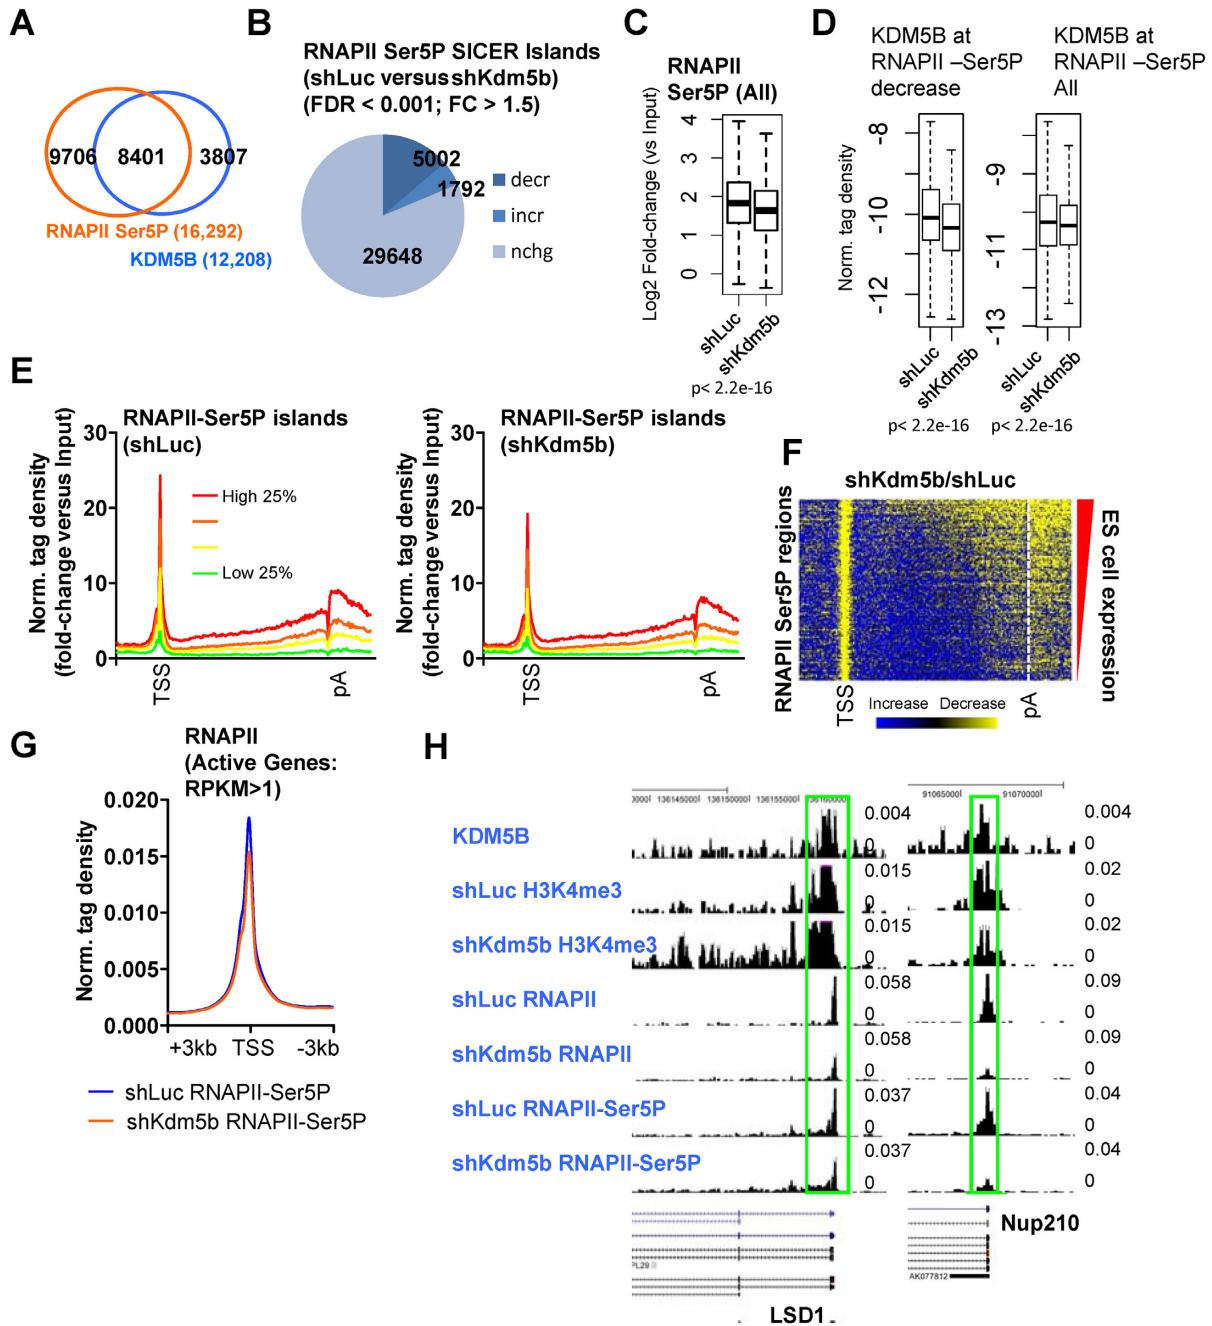 A
9706
8401
3807
RNAPII Ser5P (16,292)
KDM5B (12,208)
B
RNAPII Ser5P SICER Islands
(shLuc versus shKdm5b)
(FDR < 0.001; FC > 1.5)
5002
1792
29648
decr
incr
nchg
C
RNAPII
Ser5P (All)
Log2 Fold-change (vs Input)
4
3
2
1
0
shLuc
shKdm5b
p< 2.2e-16
D
KDM5B at
RNAPII –Ser5P
decrease
Norm. tag density
-8
-10
-12
shLuc
shKdm5b
p< 2.2e-16
KDM5B at
RNAPII –Ser5P
All
-9
-11
-13
shLuc
shKdm5b
p< 2.2e-16
E
RNAPII-Ser5P islands
(shLuc)
Norm. tag density
(fold-change versus Input)
30
20
10
0
High 25%
Low 25%
TSS
pA
RNAPII-Ser5P islands
(shKdm5b)
Norm. tag density
(fold-change versus Input)
30
20
10
0
TSS
pA
F
shKdm5b/shLuc
RNAPII Ser5P regions
ES cell expression
TSS
pA
Increase Decrease
G
RNAPII
(Active Genes:
RPKM>1)
Norm. tag density
0.020
0.015
0.010
0.005
0.000
+3kb TSS -3kb
shLuc RNAPII-Ser5P
shKdm5b RNAPII-Ser5P
H
136145000 136150000 136155000 136160000
91065000 91070000
KDM5B
0.004
0
0.004
0
shLuc H3K4me3
0.015
0
0.02
0
shKdm5b H3K4me3
0.015
0
0.02
0
shLuc RNAPII
0.058
0
0.09
0
shKdm5b RNAPII
0.058
0
0.09
0
shLuc RNAPII-Ser5P
0.037
0
0.04
0
shKdm5b RNAPII-Ser5P
0.037
0
0.04
0
Nup210
PL29
AK077812
LSD1